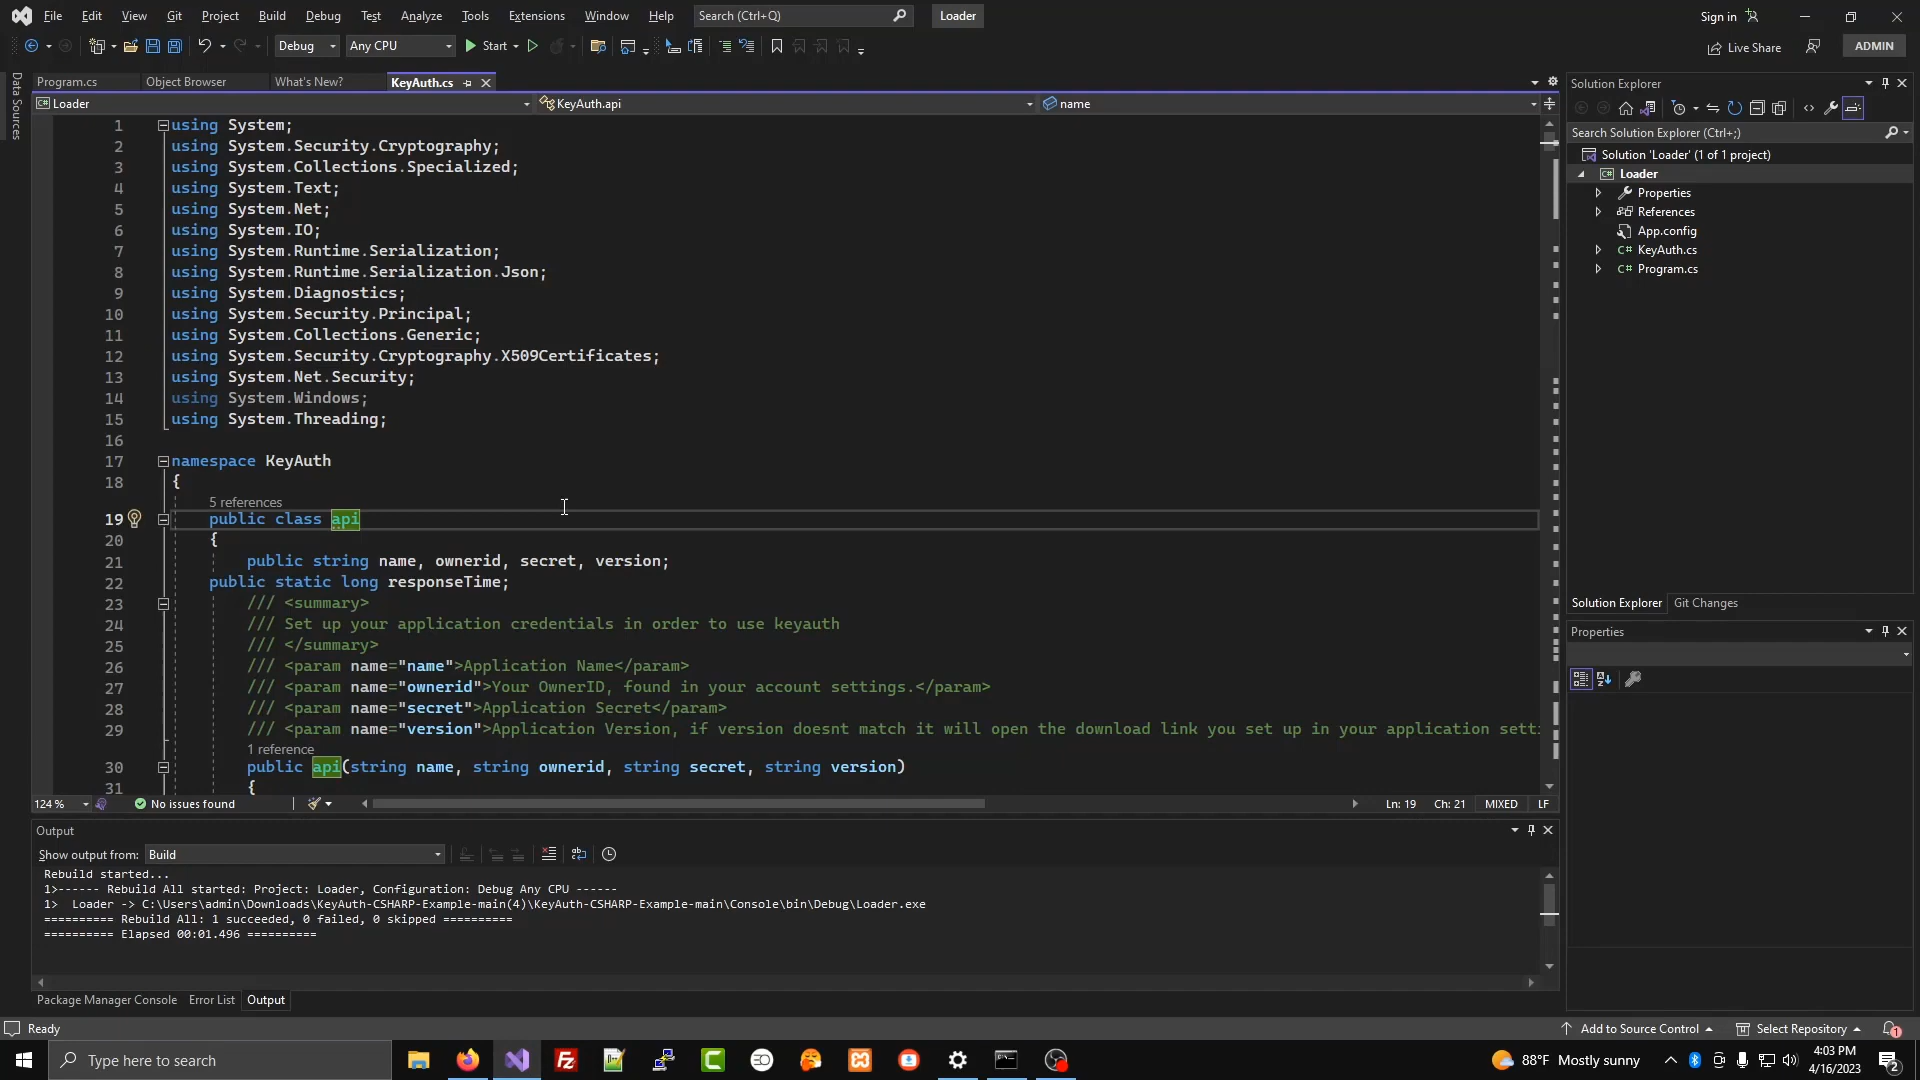 File Edit View Git Project Build Debug Test Analyze Tools Extensions Window Help Search (Ctrl+Q) Loader Sign in
Debug Any CPU Start Live Share ADMIN
Data Sources
Program.cs Object Browser What's New? KeyAuth.cs
Loader KeyAuth.api name
1 using System;
2 using System.Security.Cryptography;
3 using System.Collections.Specialized;
4 using System.Text;
5 using System.Net;
6 using System.IO;
7 using System.Runtime.Serialization;
8 using System.Runtime.Serialization.Json;
9 using System.Diagnostics;
10 using System.Security.Principal;
11 using System.Collections.Generic;
12 using System.Security.Cryptography.X509Certificates;
13 using System.Net.Security;
14 using System.Windows;
15 using System.Threading;
16
17 namespace KeyAuth
18 {
5 references
19 public class api
20 {
21 public string name, ownerid, secret, version;
22 public static long responseTime;
23 /// <summary>
24 /// Set up your application credentials in order to use keyauth
25 /// </summary>
26 /// <param name="name">Application Name</param>
27 /// <param name="ownerid">Your OwnerID, found in your account settings.</param>
28 /// <param name="secret">Application Secret</param>
29 /// <param name="version">Application Version, if version doesnt match it will open the download link you set up in your application setti
1 reference
30 public api(string name, string ownerid, string secret, string version)
31 {
124 % No issues found Ln: 19 Ch: 21 MIXED LF
Output
Show output from: Build
Rebuild started...
1>------ Rebuild All started: Project: Loader, Configuration: Debug Any CPU ------
1> Loader -> C:\Users\admin\Downloads\KeyAuth-CSHARP-Example-main(4)\KeyAuth-CSHARP-Example-main\Console\bin\Debug\Loader.exe
========== Rebuild All: 1 succeeded, 0 failed, 0 skipped ==========
========== Elapsed 00:01.496 ==========
Package Manager Console Error List Output
Solution Explorer
Search Solution Explorer (Ctrl+;)
Solution 'Loader' (1 of 1 project)
Loader
Properties
References
App.config
C# KeyAuth.cs
C# Program.cs
Solution Explorer Git Changes
Properties
Ready Add to Source Control Select Repository 1
Type here to search 88°F Mostly sunny 4:03 PM
4/16/2023 2